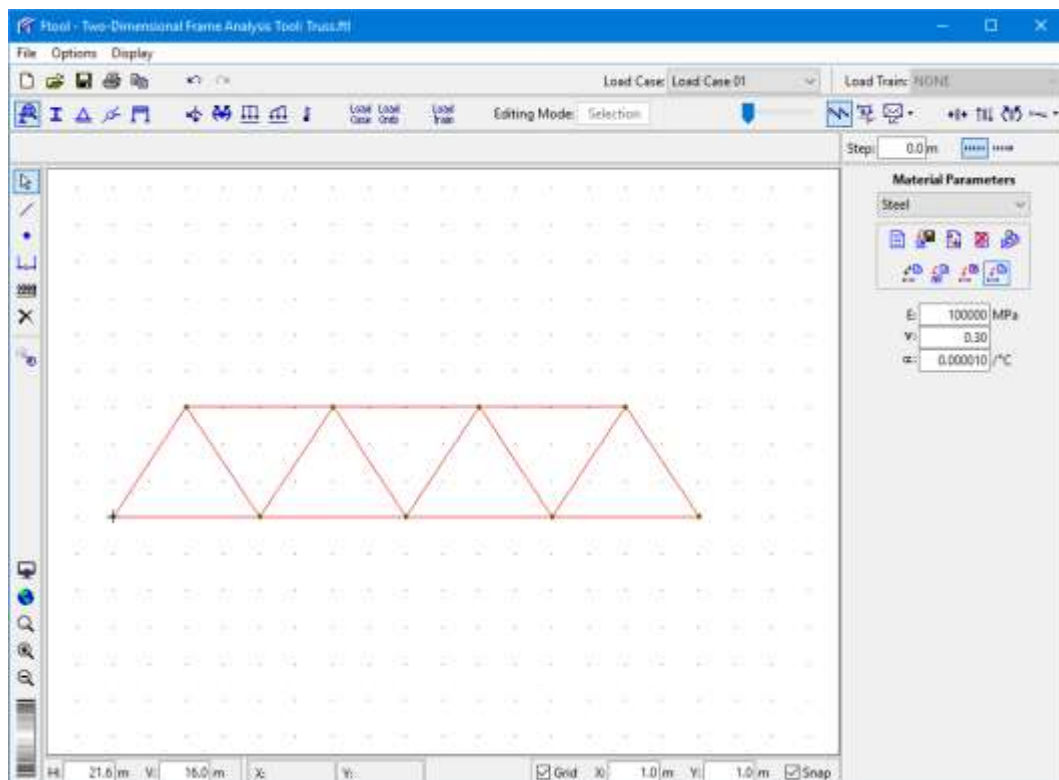 Ftool - Two-Dimensional Frame Analysis Tool: Truss.ftl
File Options Display
Load Case: Load Case 01 Load Train: NONE
Load Case Load Cmb Load Train Editing Mode: Selection
Step: 0.0 m
Material Parameters
Steel
E: 100000 MPa
ν: 0.30
α: 0.000010 /°C
H: 21.6 m V: 16.0 m X: Y: Grid X: 1.0 m Y: 1.0 m Snap